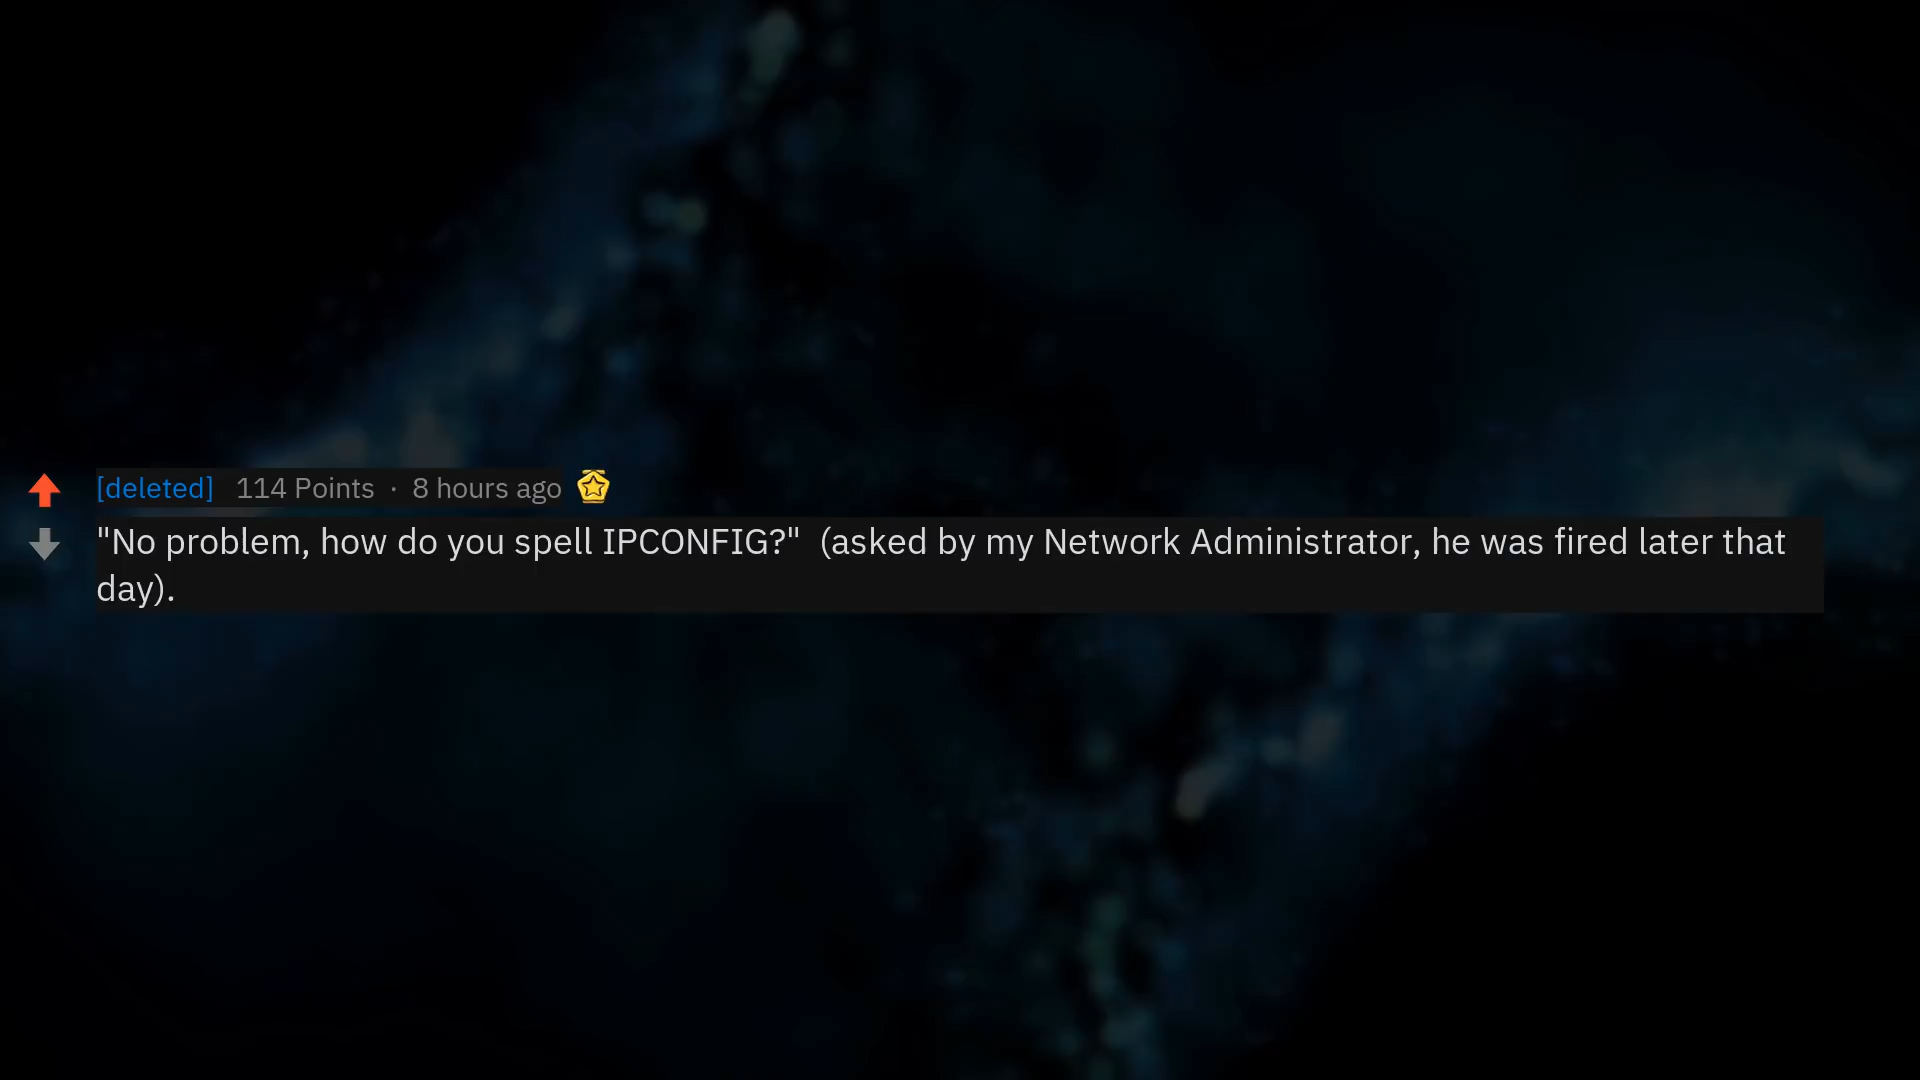 [deleted] 114 Points · 8 hours ago
"No problem, how do you spell IPCONFIG?"  (asked by my Network Administrator, he was fired later that
day).